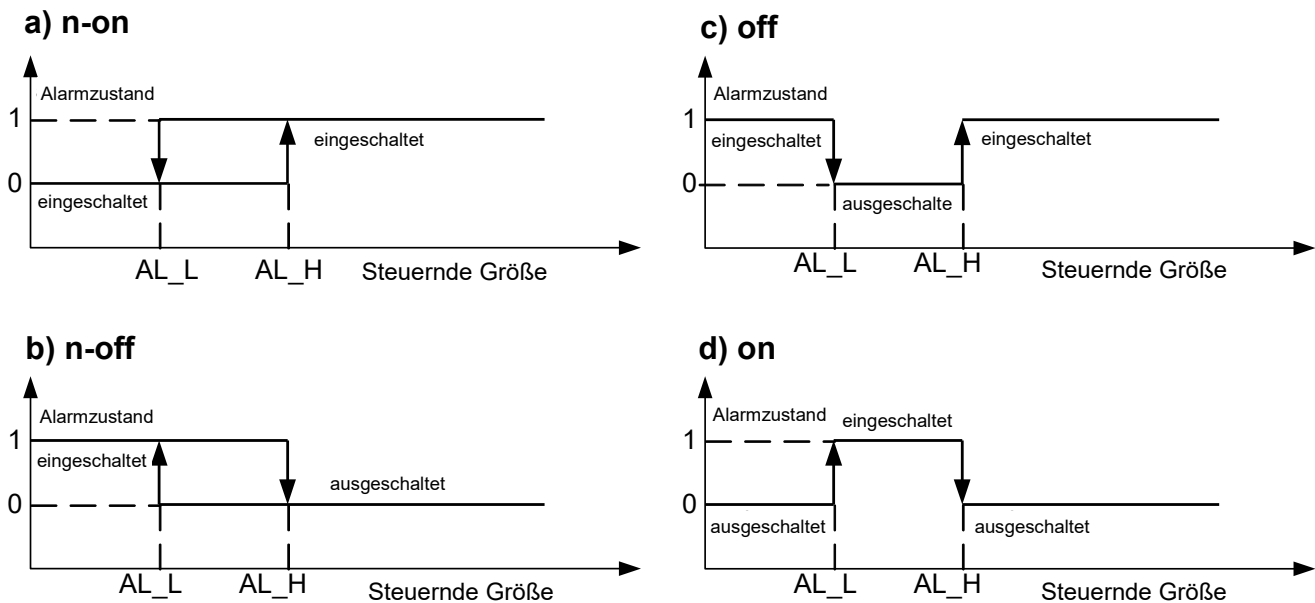 a) n-on
Alarmzustand
1
eingeschaltet
0
eingeschaltet
AL_L
AL_H
Steuernde Größe
c) off
Alarmzustand
1
eingeschaltet
eingeschaltet
0
ausgeschalte
AL_L
AL_H
Steuernde Größe
b) n-off
Alarmzustand
1
eingeschaltet
ausgeschaltet
0
AL_L
AL_H
Steuernde Größe
d) on
Alarmzustand
eingeschaltet
1
0
ausgeschaltet
ausgeschaltet
AL_L
AL_H
Steuernde Größe